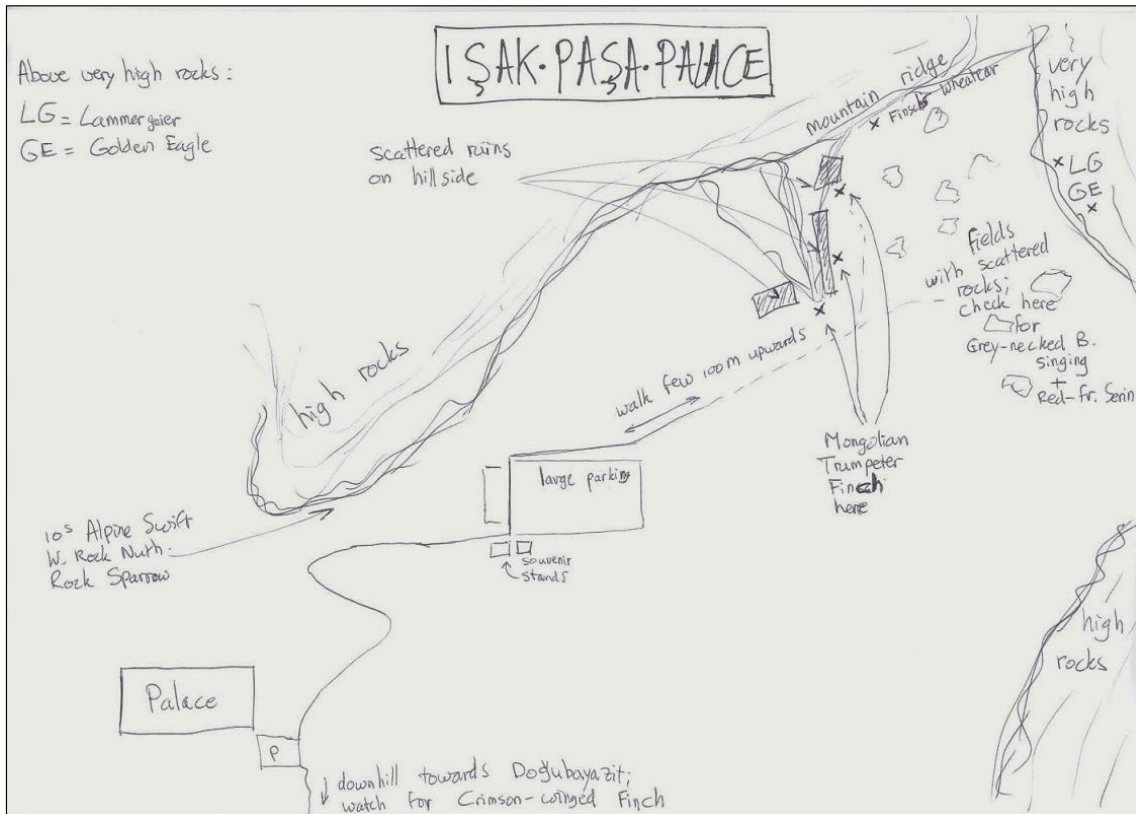 IŞAK·PAŞA·PALACE
Above very high rocks:
LG = Lammergaier
GE = Golden Eagle
scattered ruins
on hillside
mountain ridge
x Finsch's Wheatear
very
high
rocks
x LG
GE
x
fields
with scattered
rocks;
check here
for
Grey-necked B.
singing
+
Red-fr. Serin
high rocks
walk few 100m upwards
Mongolian
Trumpeter
Finch
here
large parking
10s Alpine Swift
W. Rock Nuth.
Rock Sparrow
souvenir
stands
Palace
P
high
rocks
downhill towards Doğubayazit;
watch for Crimson-winged Finch